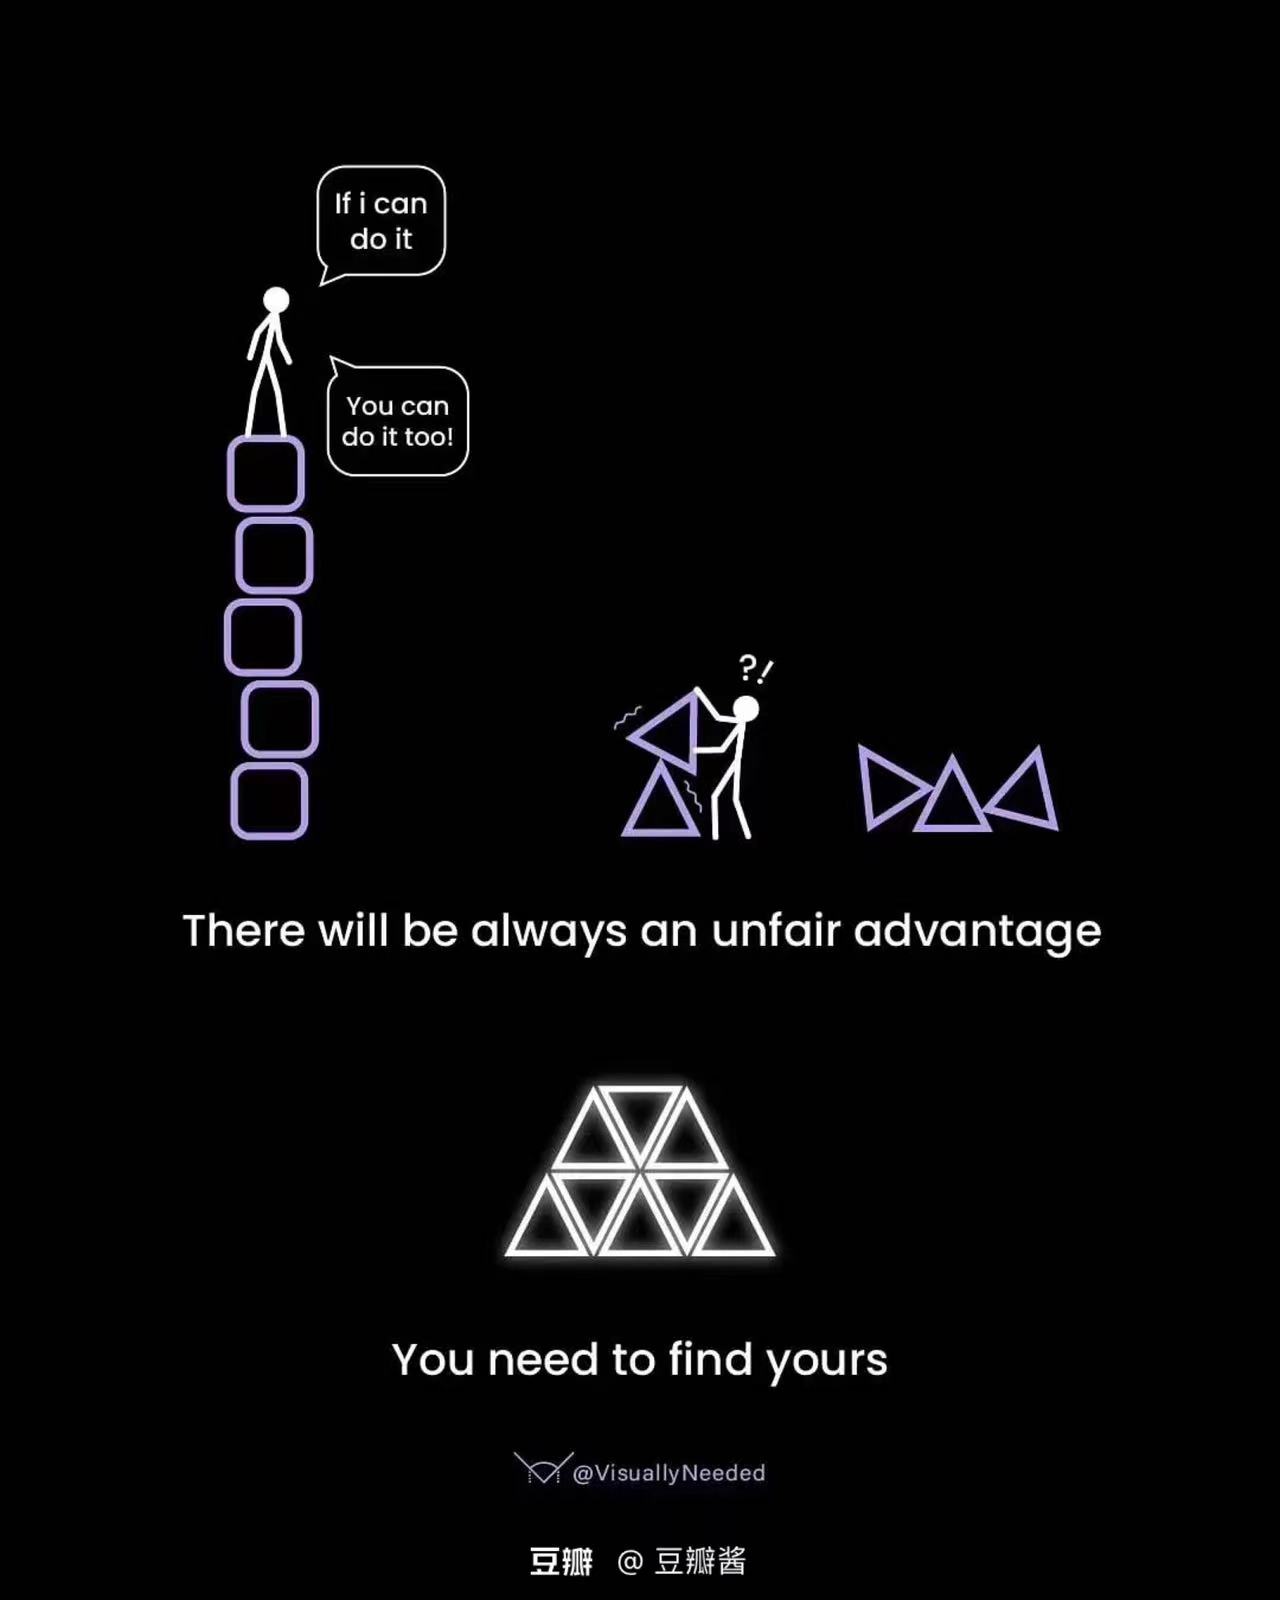 If i can
do it
You can
do it too!
?!
There will be always an unfair advantage
You need to find yours
@VisuallyNeeded
豆瓣 @ 豆瓣酱